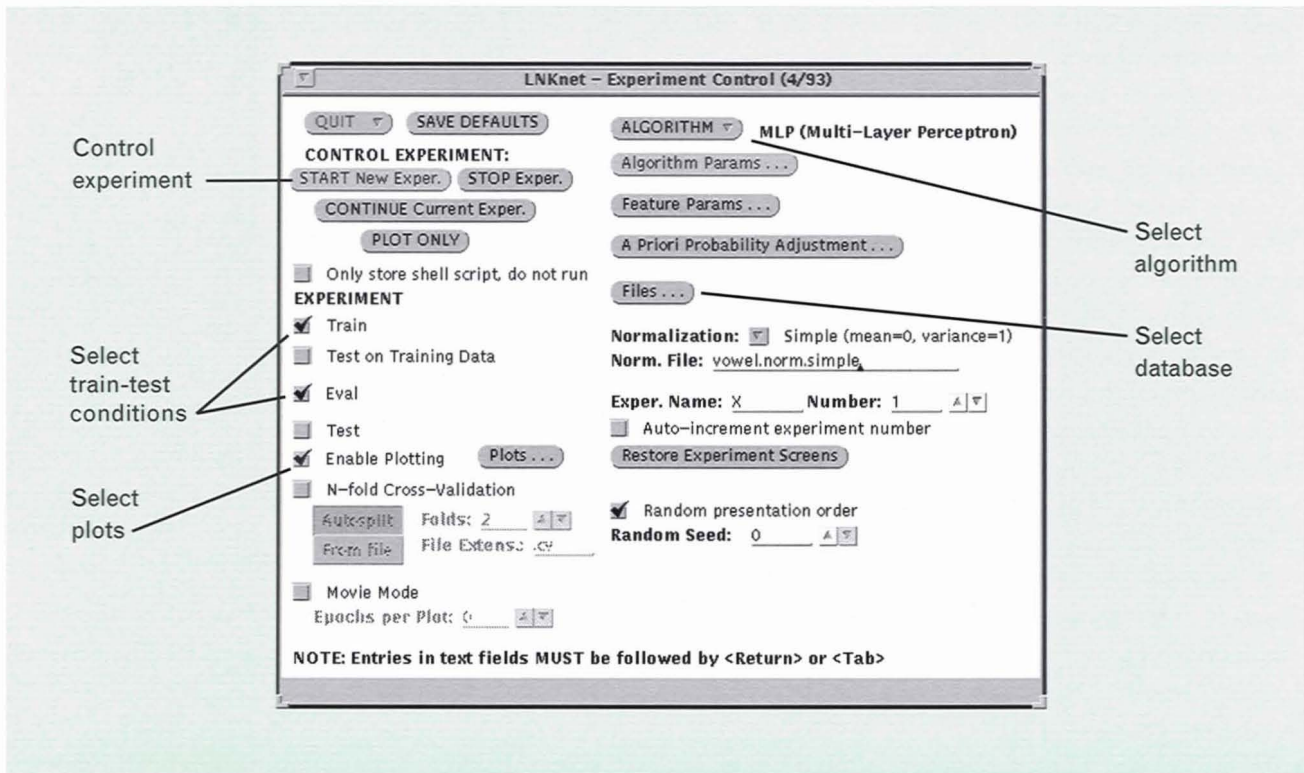 LNKnet – Experiment Control (4/93)
QUIT
SAVE DEFAULTS
CONTROL EXPERIMENT:
START New Exper.
STOP Exper.
CONTINUE Current Exper.
PLOT ONLY
Only store shell script, do not run
EXPERIMENT
Train
Test on Training Data
Eval
Test
Enable Plotting
Plots ...
N-fold Cross-Validation
Auto-split
Folds: 2
From File
File Extens.: .cv
Movie Mode
Epochs per Plot: 0
ALGORITHM
MLP (Multi-Layer Perceptron)
Algorithm Params ...
Feature Params ...
A Priori Probability Adjustment ...
Files ...
Normalization: Simple (mean=0, variance=1)
Norm. File: vowel.norm.simple
Exper. Name: X Number: 1
Auto-increment experiment number
Restore Experiment Screens
Random presentation order
Random Seed: 0
NOTE: Entries in text fields MUST be followed by <Return> or <Tab>
Control
experiment
Select
train-test
conditions
Select
plots
Select
algorithm
Select
database